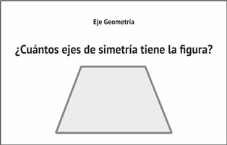 Eje Geometría
¿Cuántos ejes de simetría tiene la figura?